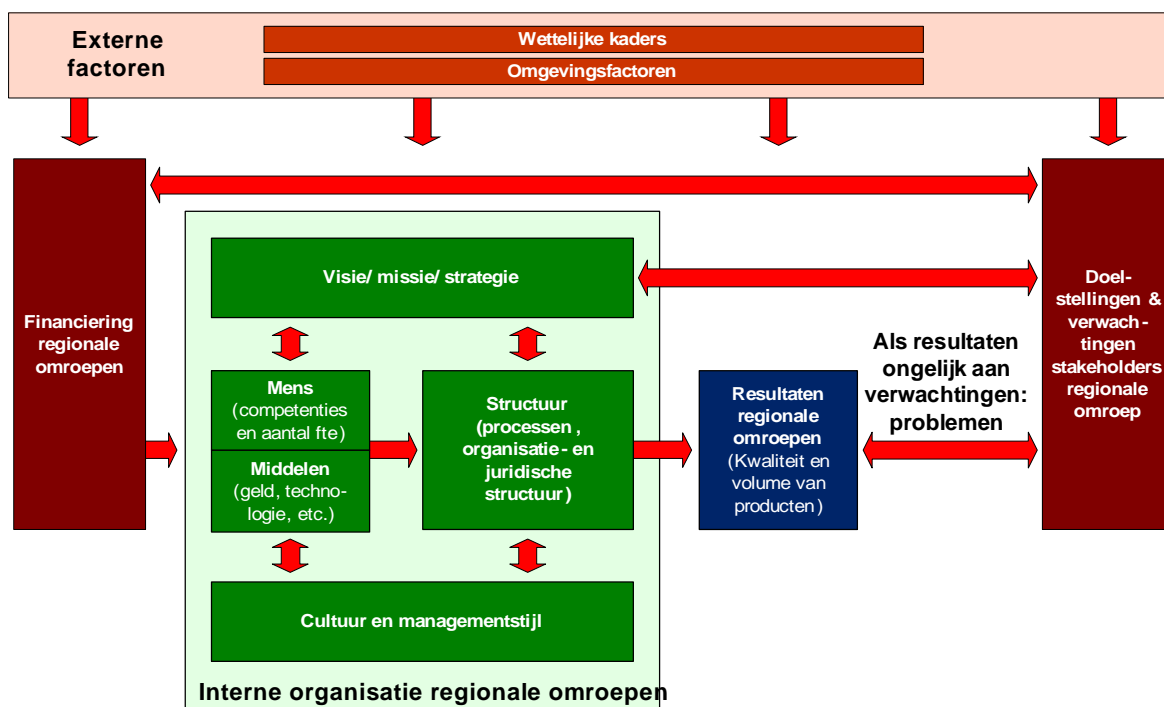 Externe
factoren
Wettelijke kaders
Omgevingsfactoren
Financiering
regionale
omroepen
Visie/ missie/ strategie
Mens
(competenties
en aantal fte)
Middelen
(geld, techno-
logie, etc.)
Structuur
(processen ,
organisatie- en
juridische
structuur)
Cultuur en managementstijl
Interne organisatie regionale omroepen
Resultaten
regionale
omroepen
(Kwaliteit en
volume van
producten)
Als resultaten
ongelijk aan
verwachtingen:
problemen
Doel-
stellingen &
verwach-
tingen
stakeholders
regionale
omroep